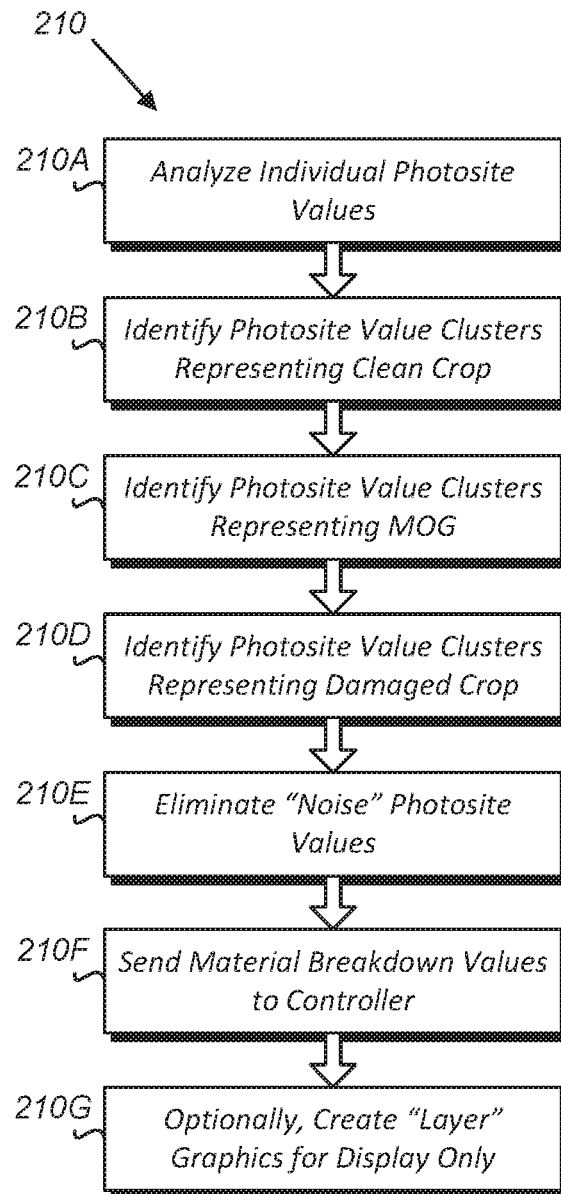 210
210A
Analyze Individual Photosite
Values
210B
Identify Photosite Value Clusters
Representing Clean Crop
210C
Identify Photosite Value Clusters
Representing MOG
210D
Identify Photosite Value Clusters
Representing Damaged Crop
210E
Eliminate “Noise” Photosite
Values
210F
Send Material Breakdown Values
to Controller
210G
Optionally, Create “Layer”
Graphics for Display Only